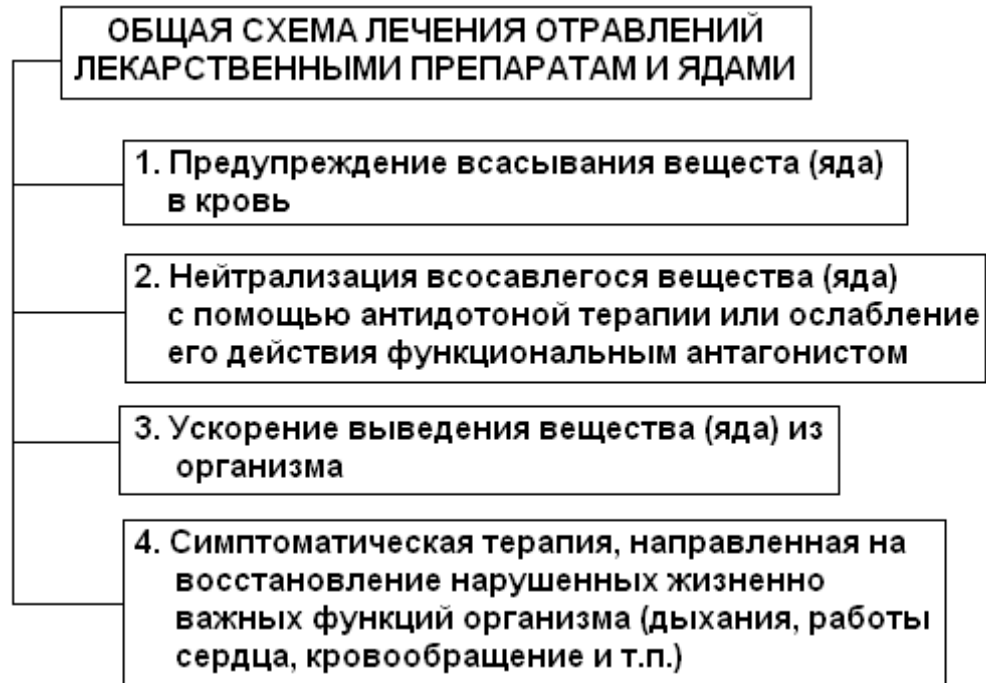 ОБЩАЯ СХЕМА ЛЕЧЕНИЯ ОТРАВЛЕНИЙ
ЛЕКАРСТВЕННЫМИ ПРЕПАРАТАМ И ЯДАМИ
1. Предупреждение всасывания вещеста (яда)
в кровь
2. Нейтрализация всосавлегося вещества (яда)
с помощью антидотоной терапии или ослабление
его действия функциональным антагонистом
3. Ускорение выведения вещества (яда) из
организма
4. Симптоматическая терапия, направленная на
восстановление нарушенных жизненно
важных функций организма (дыхания, работы
сердца, кровообращение и т.п.)